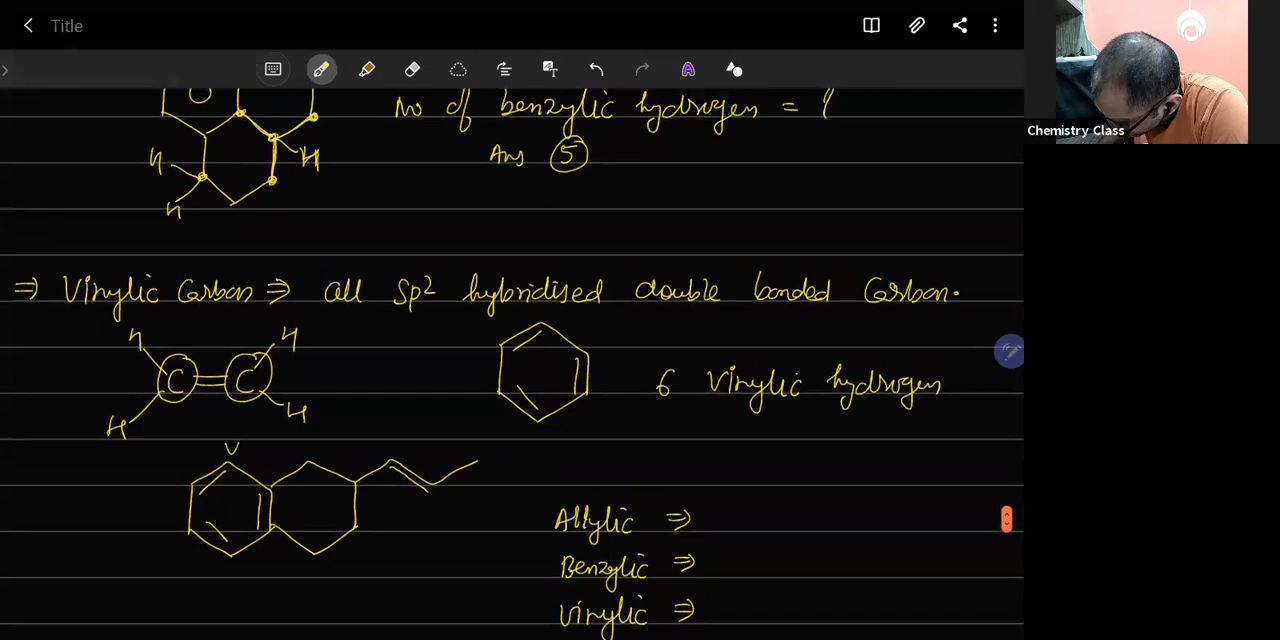 Title
No of benzylic hydrogen = ?
Ans 5
H
H
H
⇒ Vinylic Carbon ⇒ all sp2 hybridised double bonded Carbon.
H
H
C = C
H
H
6 Vinylic hydrogen
V
Allylic ⇒
Benzylic ⇒
Vinylic ⇒
Chemistry Class